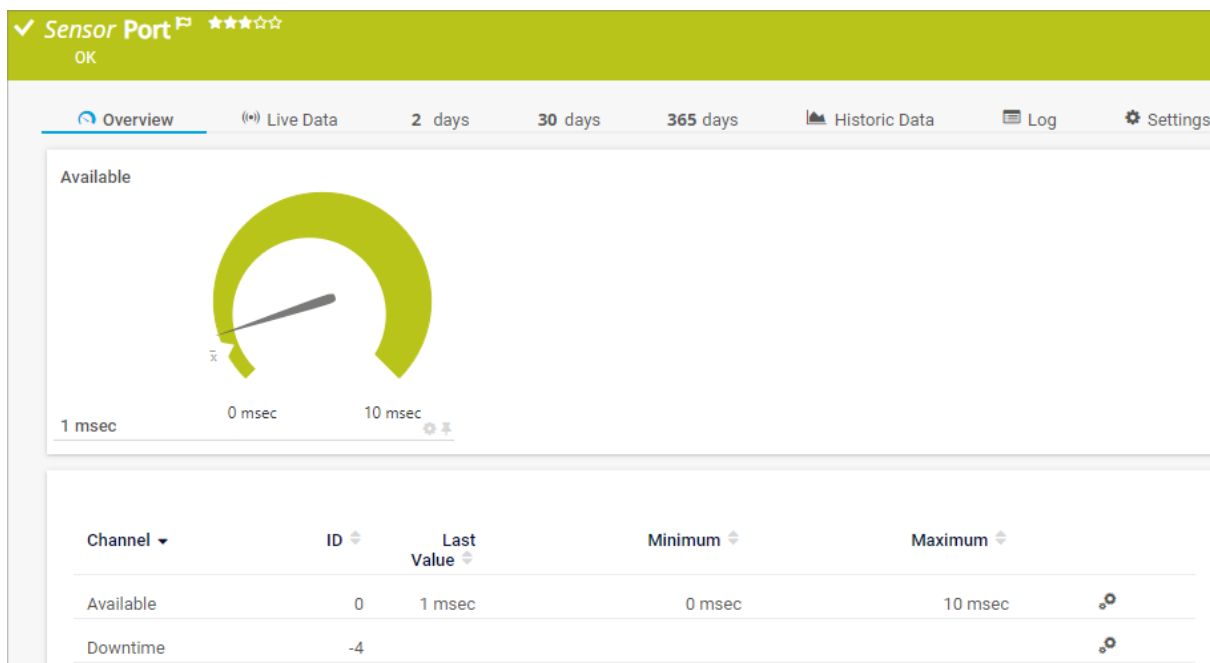 Sensor Port
OK
Overview Live Data 2 days 30 days 365 days Historic Data Log Settings
Available
x̄
0 msec 10 msec
1 msec
Channel ID Last Value Minimum Maximum
Available 0 1 msec 0 msec 10 msec
Downtime -4